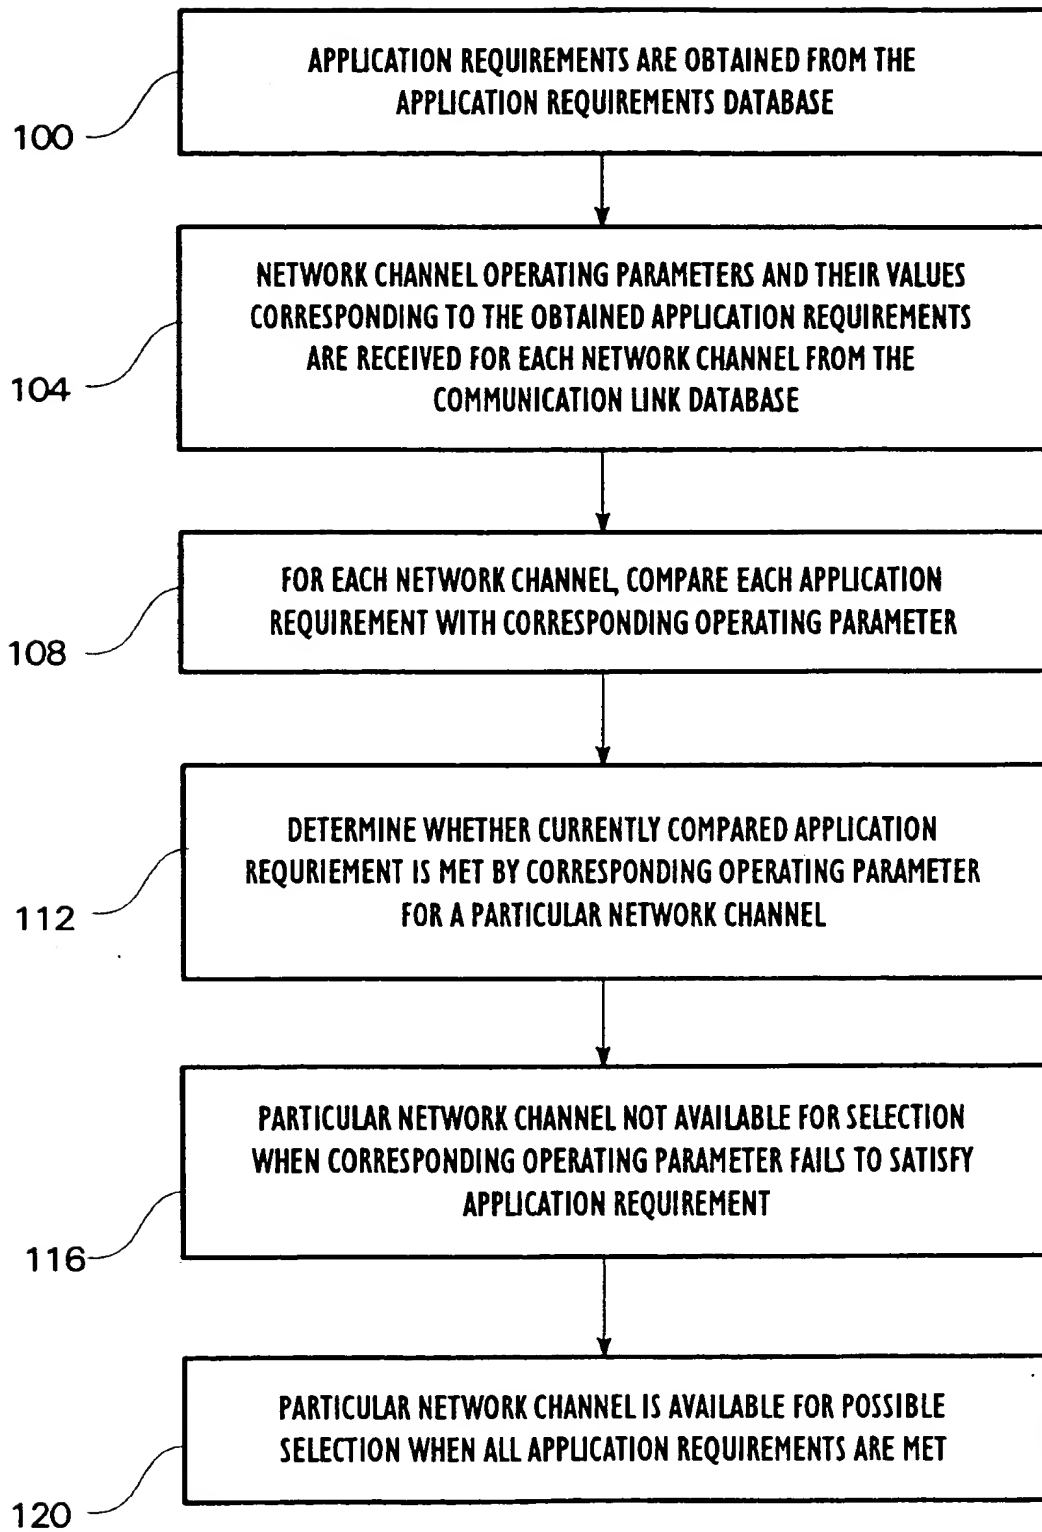 APPLICATION REQUIREMENTS ARE OBTAINED FROM THE
APPLICATION REQUIREMENTS DATABASE
100
NETWORK CHANNEL OPERATING PARAMETERS AND THEIR VALUES
CORRESPONDING TO THE OBTAINED APPLICATION REQUIREMENTS
ARE RECEIVED FOR EACH NETWORK CHANNEL FROM THE
COMMUNICATION LINK DATABASE
104
FOR EACH NETWORK CHANNEL, COMPARE EACH APPLICATION
REQUIREMENT WITH CORRESPONDING OPERATING PARAMETER
108
DETERMINE WHETHER CURRENTLY COMPARED APPLICATION
REQURIEMENT IS MET BY CORRESPONDING OPERATING PARAMETER
FOR A PARTICULAR NETWORK CHANNEL
112
PARTICULAR NETWORK CHANNEL NOT AVAILABLE FOR SELECTION
WHEN CORRESPONDING OPERATING PARAMETER FAILS TO SATISFY
APPLICATION REQUIREMENT
116
PARTICULAR NETWORK CHANNEL IS AVAILABLE FOR POSSIBLE
SELECTION WHEN ALL APPLICATION REQUIREMENTS ARE MET
120